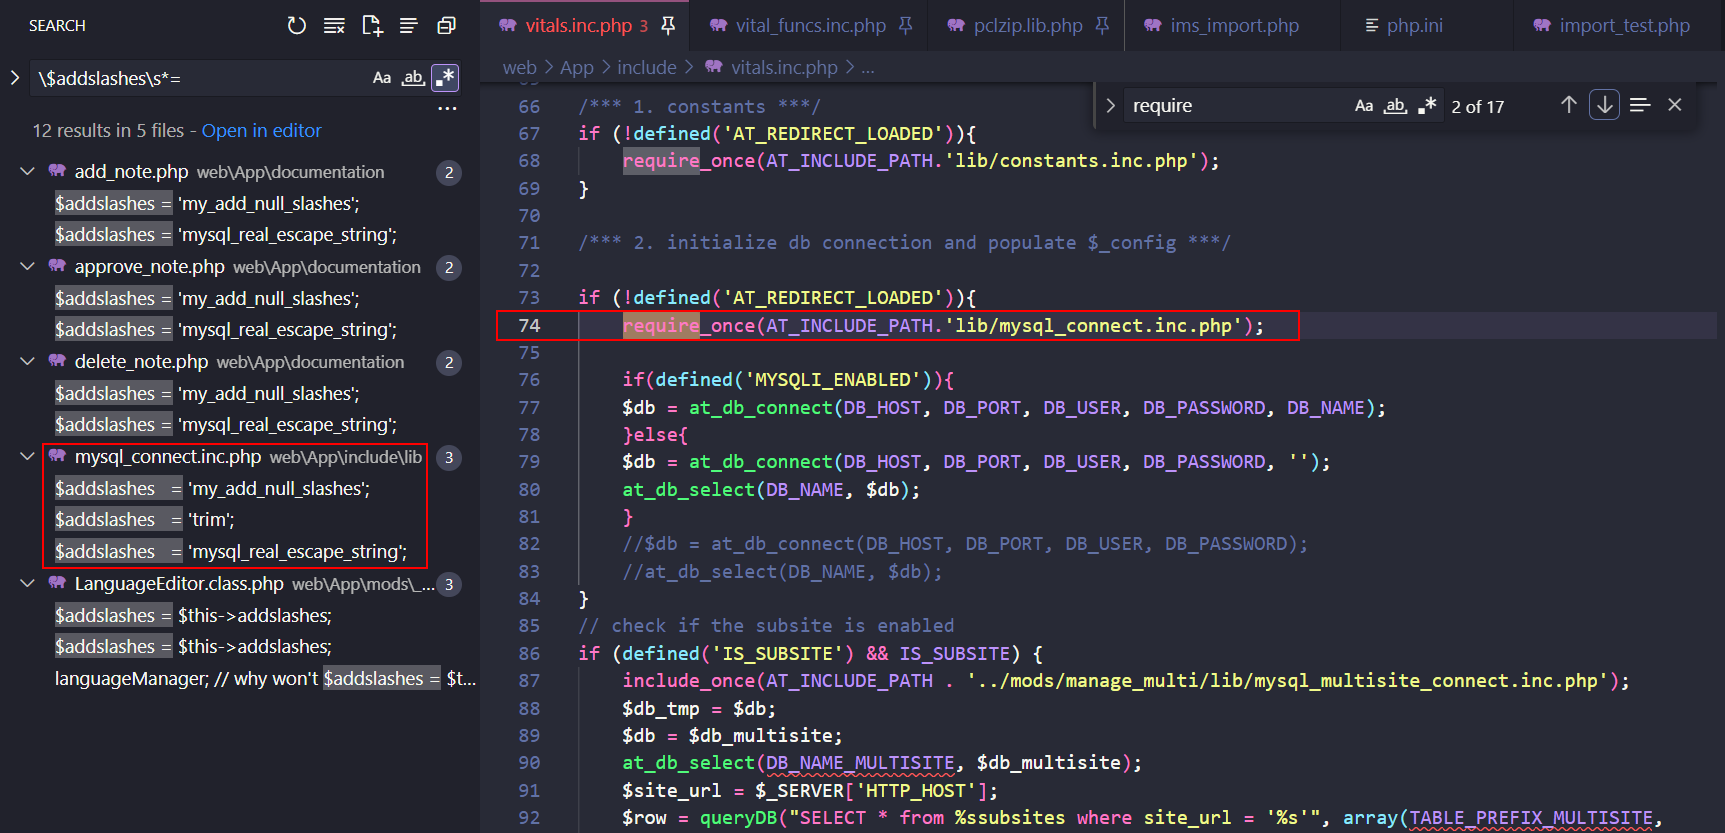 SEARCH
\$addslashes\s*=
Aa ab .*
...
12 results in 5 files - Open in editor
add_note.php web\App\documentation 2
$addslashes = 'my_add_null_slashes';
$addslashes = 'mysql_real_escape_string';
approve_note.php web\App\documentation 2
$addslashes = 'my_add_null_slashes';
$addslashes = 'mysql_real_escape_string';
delete_note.php web\App\documentation 2
$addslashes = 'my_add_null_slashes';
$addslashes = 'mysql_real_escape_string';
mysql_connect.inc.php web\App\include\lib 3
$addslashes = 'my_add_null_slashes';
$addslashes = 'trim';
$addslashes = 'mysql_real_escape_string';
LanguageEditor.class.php web\App\mods\_... 3
$addslashes = $this->addslashes;
$addslashes = $this->addslashes;
languageManager; // why won't $addslashes = $t...
vitals.inc.php 3 vital_funcs.inc.php pclzip.lib.php ims_import.php php.ini import_test.php
web > App > include > vitals.inc.php > ...
require Aa ab .* 2 of 17
66 /*** 1. constants ***/
67 if (!defined('AT_REDIRECT_LOADED')){
68 require_once(AT_INCLUDE_PATH.'lib/constants.inc.php');
69 }
70
71 /*** 2. initialize db connection and populate $_config ***/
72
73 if (!defined('AT_REDIRECT_LOADED')){
74 require_once(AT_INCLUDE_PATH.'lib/mysql_connect.inc.php');
75
76 if(defined('MYSQLI_ENABLED')){
77 $db = at_db_connect(DB_HOST, DB_PORT, DB_USER, DB_PASSWORD, DB_NAME);
78 }else{
79 $db = at_db_connect(DB_HOST, DB_PORT, DB_USER, DB_PASSWORD, '');
80 at_db_select(DB_NAME, $db);
81 }
82 //$db = at_db_connect(DB_HOST, DB_PORT, DB_USER, DB_PASSWORD);
83 //at_db_select(DB_NAME, $db);
84 }
85 // check if the subsite is enabled
86 if (defined('IS_SUBSITE') && IS_SUBSITE) {
87 include_once(AT_INCLUDE_PATH . '../mods/manage_multi/lib/mysql_multisite_connect.inc.php');
88 $db_tmp = $db;
89 $db = $db_multisite;
90 at_db_select(DB_NAME_MULTISITE, $db_multisite);
91 $site_url = $_SERVER['HTTP_HOST'];
92 $row = queryDB("SELECT * from %ssubsites where site_url = '%s'", array(TABLE_PREFIX_MULTISITE,